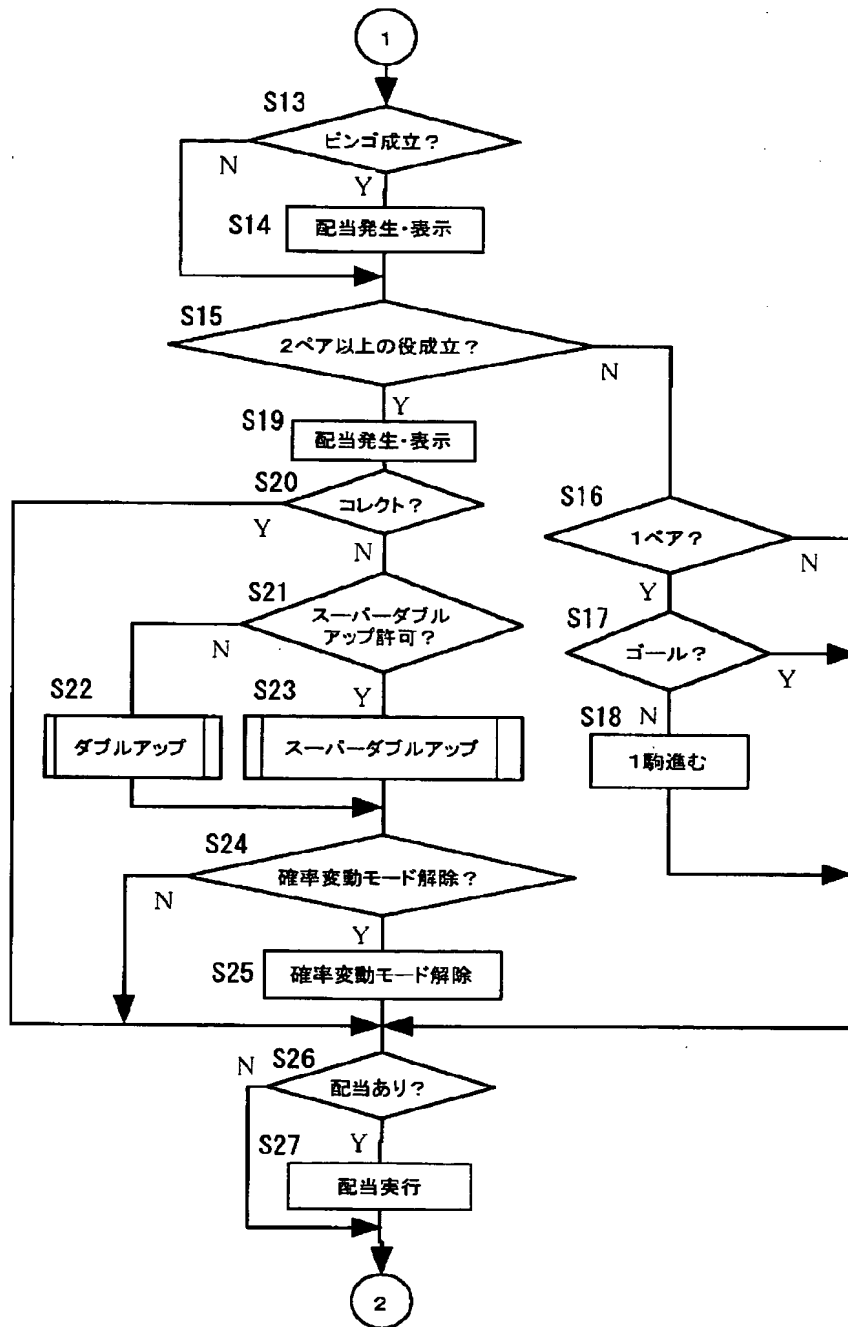 1
S13
ビンゴ成立?
N
Y
S14
配当発生・表示
S15
2ペア以上の役成立?
N
Y
S19
配当発生・表示
S20
コレクト?
Y
N
S16
1ペア?
N
Y
S21
スーパーダブル
アップ許可?
N
Y
S17
ゴール?
Y
N
S22
ダブルアップ
S23
スーパーダブルアップ
S18
1駒進む
S24
確率変動モード解除?
N
Y
S25
確率変動モード解除
S26
配当あり?
N
Y
S27
配当実行
2